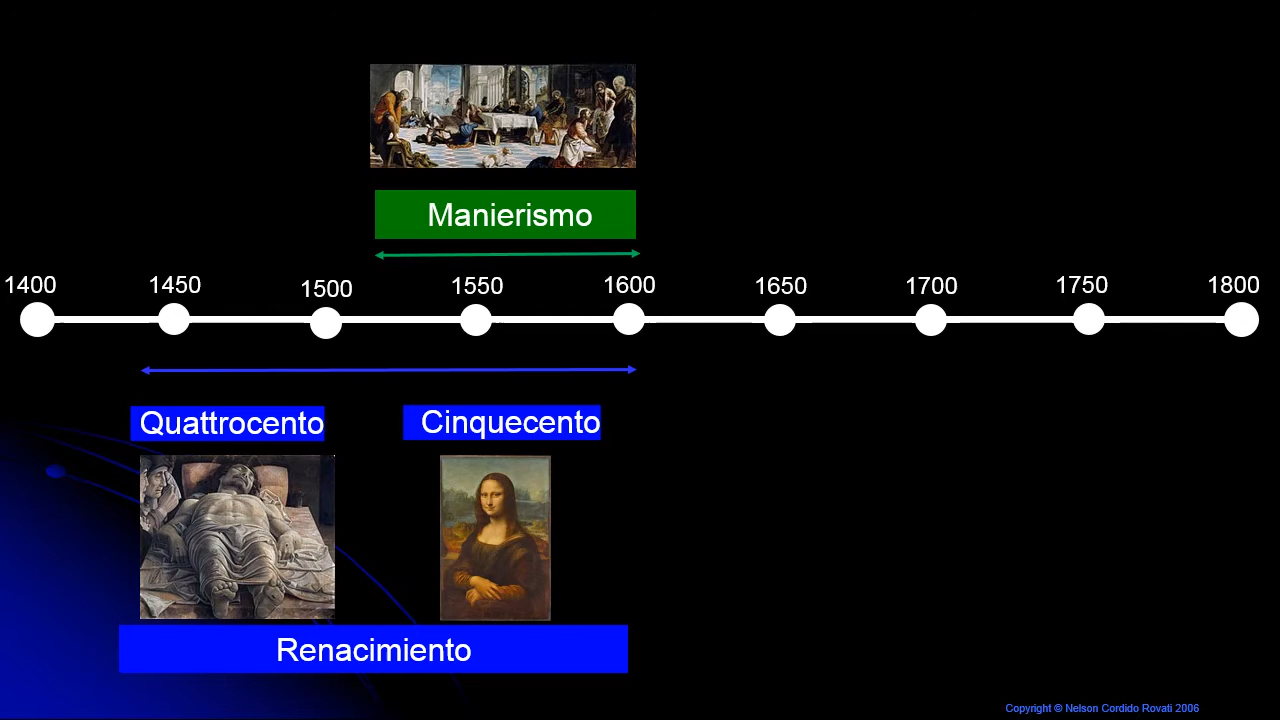 Manierismo
1400 1450 1500 1550 1600 1650 1700 1750 1800
Quattrocento Cinquecento
Renacimiento
Copyright © Nelson Cordido Rovati 2006